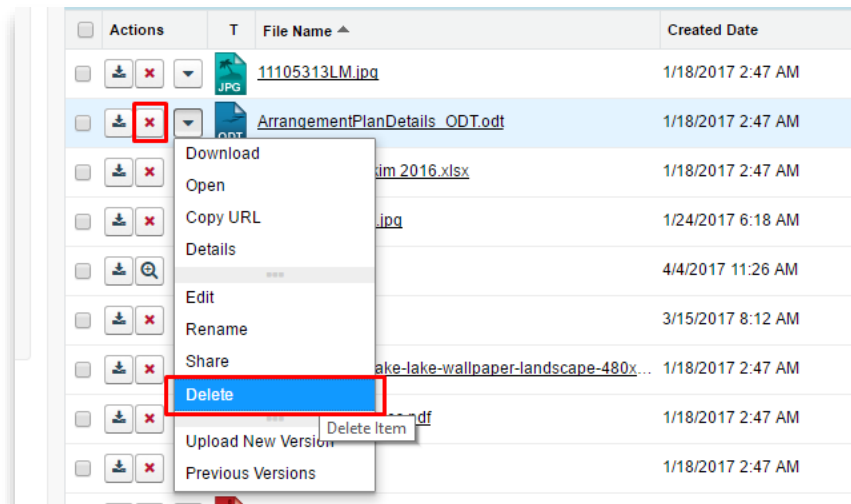 Actions T File Name Created Date
JPG 11105313LM.jpg 1/18/2017 2:47 AM
ODT ArrangementPlanDetails_ODT.odt 1/18/2017 2:47 AM
Download
kim 2016.xlsx 1/18/2017 2:47 AM
Open
Copy URL
.jpg 1/24/2017 6:18 AM
Details
4/4/2017 11:26 AM
Edit
Rename
3/15/2017 8:12 AM
Share
ake-lake-wallpaper-landscape-480x... 1/18/2017 2:47 AM
Delete
.pdf 1/18/2017 2:47 AM
Delete Item
Upload New Version
Previous Versions
1/18/2017 2:47 AM